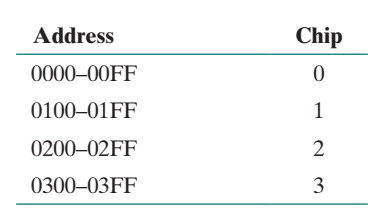 Address Chip
0000–00FF 0
0100–01FF 1
0200–02FF 2
0300–03FF 3